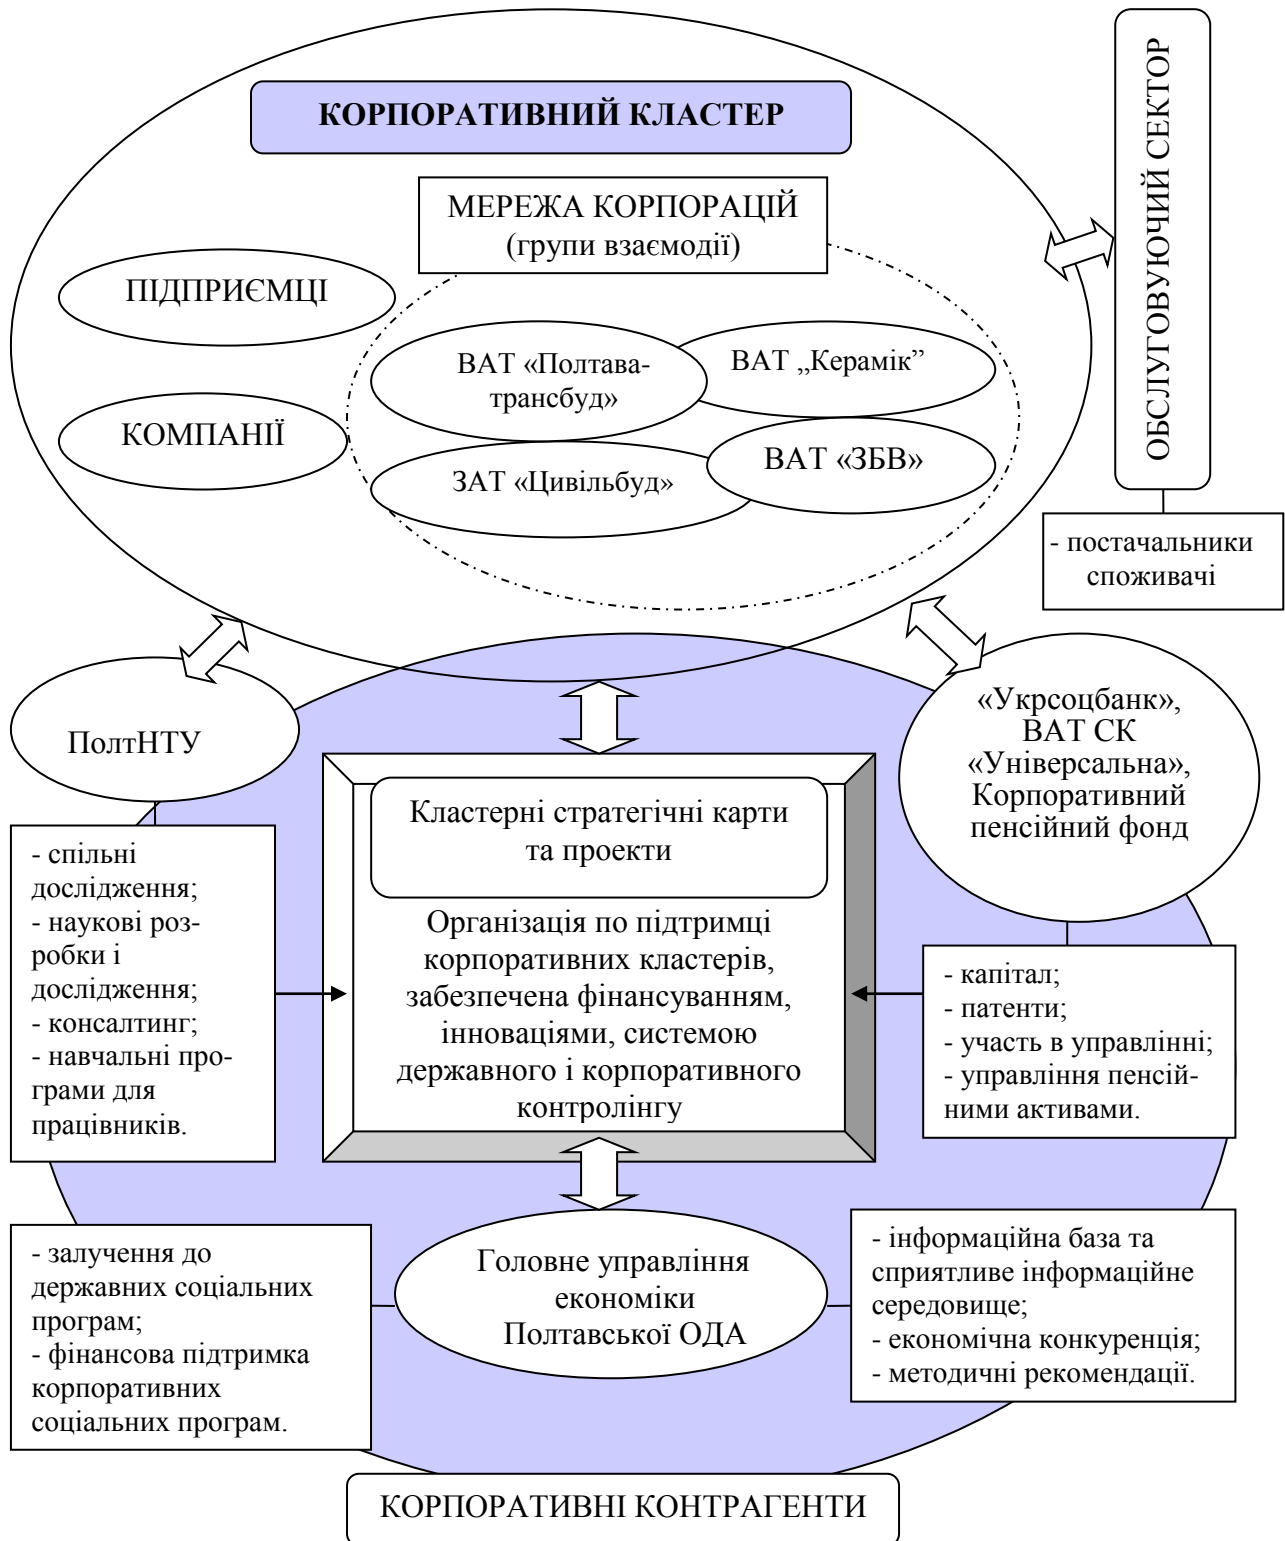 КОРПОРАТИВНИЙ КЛАСТЕР
ОБСЛУГОВУЮЧИЙ СЕКТОР
МЕРЕЖА КОРПОРАЦІЙ
(групи взаємодії)
ПІДПРИЄМЦІ
ВАТ «Полтава-
трансбуд»
ВАТ „Керамік”
КОМПАНІЇ
ЗАТ «Цивільбуд»
ВАТ «ЗБВ»
- постачальники
споживачі
ПолтНТУ
«Укрсоцбанк»,
ВАТ СК
«Універсальна»,
Корпоративний
пенсійний фонд
Кластерні стратегічні карти
та проекти
Організація по підтримці
корпоративних кластерів,
забезпечена фінансуванням,
інноваціями, системою
державного і корпоративного
контролінгу
- спільні
дослідження;
- наукові роз-
робки і
дослідження;
- консалтинг;
- навчальні про-
грами для
працівників.
- капітал;
- патенти;
- участь в управлінні;
- управління пенсій-
ними активами.
- залучення до
державних соціальних
програм;
- фінансова підтримка
корпоративних
соціальних програм.
Головне управління
економіки
Полтавської ОДА
- інформаційна база та
сприятливе інформаційне
середовище;
- економічна конкуренція;
- методичні рекомендації.
КОРПОРАТИВНІ КОНТРАГЕНТИ